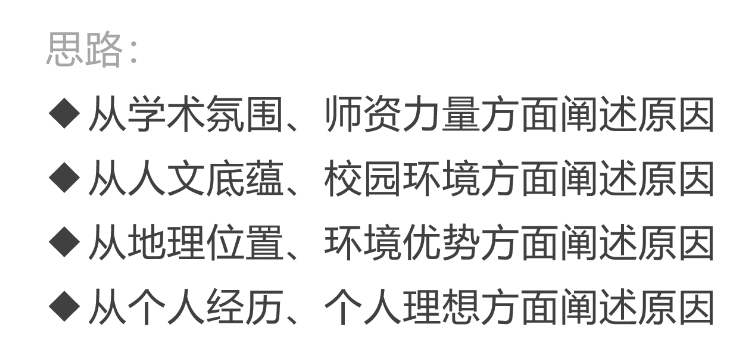 思路：
◆从学术氛围、师资力量方面阐述原因
◆从人文底蕴、校园环境方面阐述原因
◆从地理位置、环境优势方面阐述原因
◆从个人经历、个人理想方面阐述原因